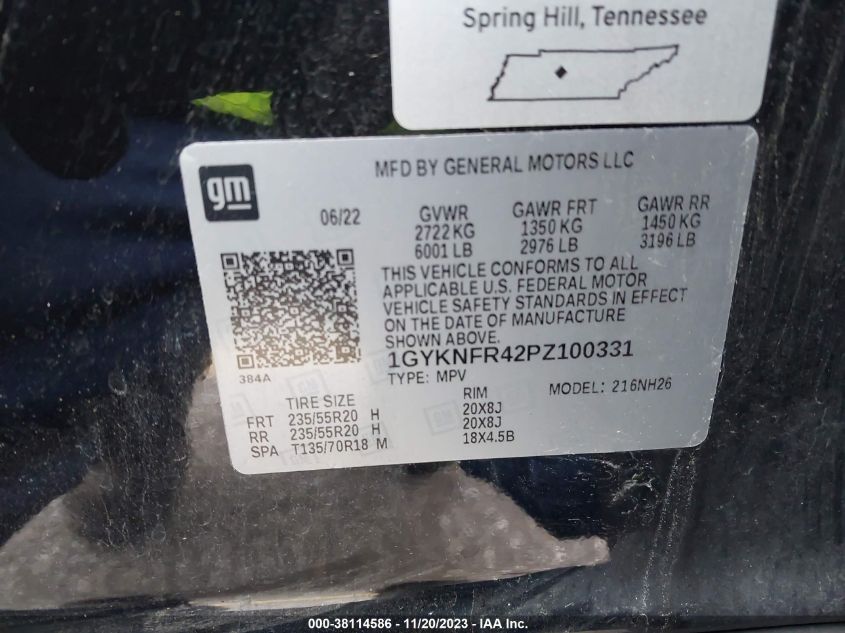 Spring Hill, Tennessee
gm
MFD BY GENERAL MOTORS LLC
06/22
GVWR
2722 KG
6001 LB
GAWR FRT
1350 KG
2976 LB
GAWR RR
1450 KG
3196 LB
THIS VEHICLE CONFORMS TO ALL
APPLICABLE U.S. FEDERAL MOTOR
VEHICLE SAFETY STANDARDS IN EFFECT
ON THE DATE OF MANUFACTURE
SHOWN ABOVE.
384A
1GYKNFR42PZ100331
TYPE: MPV
MODEL: 216NH26
TIRE SIZE
RIM
FRT 235/55R20 H 20X8J
RR 235/55R20 H 20X8J
SPA T135/70R18 M 18X4.5B
000-38114586 - 11/20/2023 - IAA Inc.